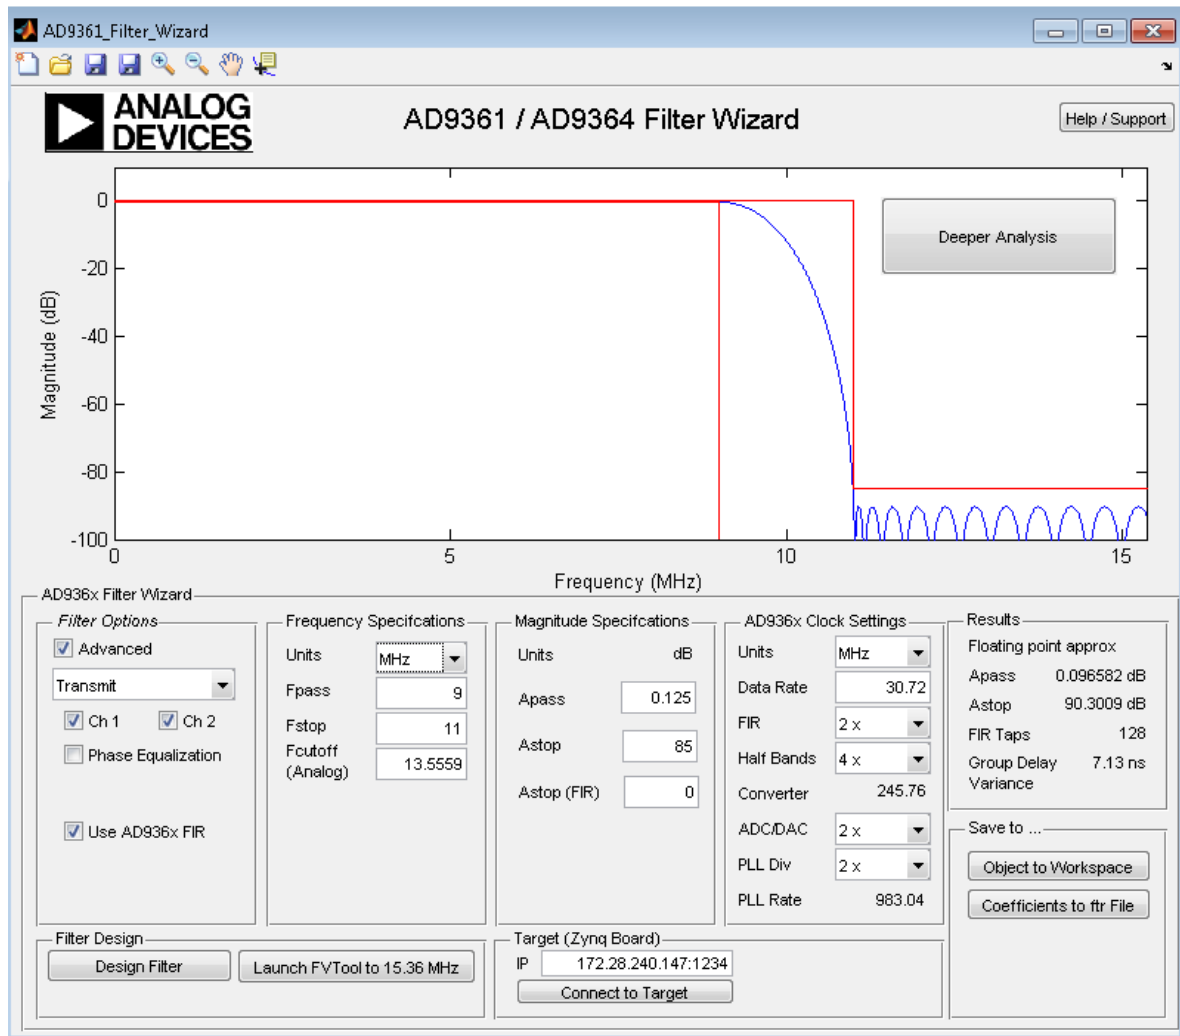 AD9361_Filter_Wizard
ANALOG
DEVICES
AD9361 / AD9364 Filter Wizard
Help / Support
Deeper Analysis
Magnitude (dB)
0
-20
-40
-60
-80
-100
0 5 10 15
Frequency (MHz)
AD936x Filter Wizard
Filter Options
Advanced
Transmit
Ch 1 Ch 2
Phase Equalization
Use AD936x FIR
Frequency Specifcations
Units MHz
Fpass 9
Fstop 11
Fcutoff
(Analog) 13.5559
Magnitude Specifcations
Units dB
Apass 0.125
Astop 85
Astop (FIR) 0
AD936x Clock Settings
Units MHz
Data Rate 30.72
FIR 2 x
Half Bands 4 x
Converter 245.76
ADC/DAC 2 x
PLL Div 2 x
PLL Rate 983.04
Results
Floating point approx
Apass 0.096582 dB
Astop 90.3009 dB
FIR Taps 128
Group Delay 7.13 ns
Variance
Save to ...
Object to Workspace
Coefficients to ftr File
Filter Design
Design Filter
Launch FVTool to 15.36 MHz
Target (Zynq Board)
IP 172.28.240.147:1234
Connect to Target